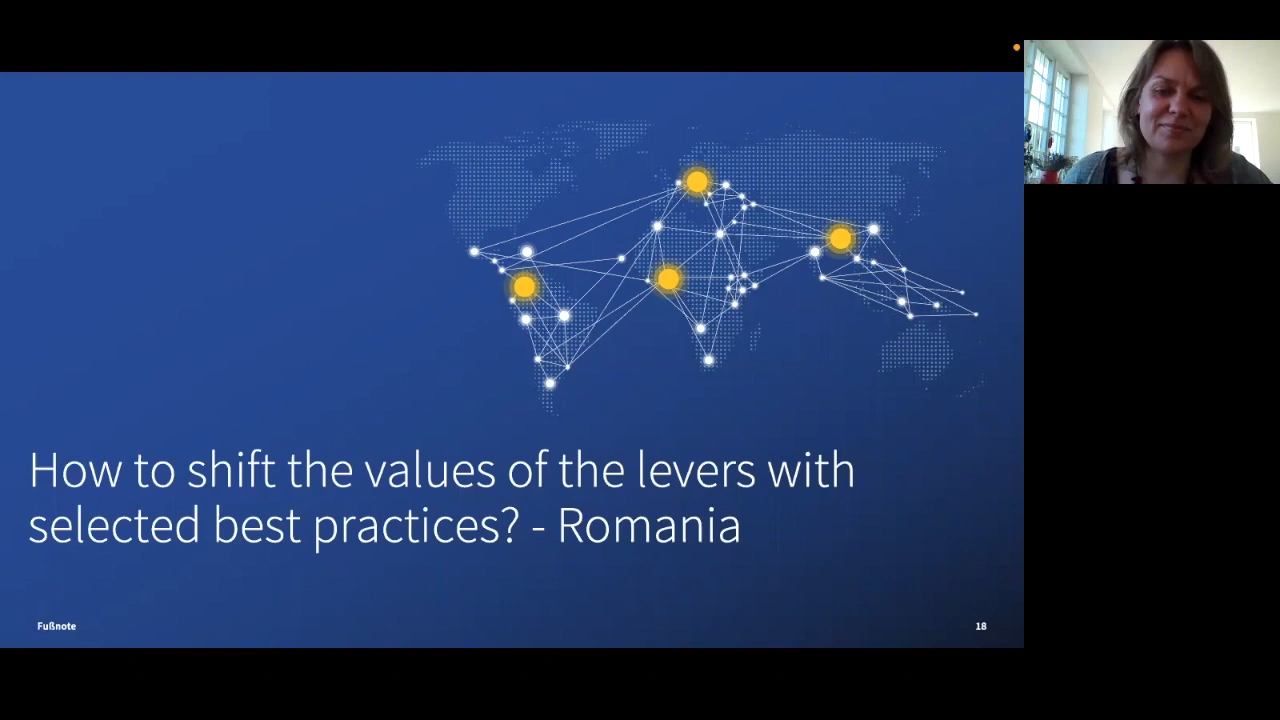 How to shift the values of the levers with
selected best practices? - Romania
Fußnote
18